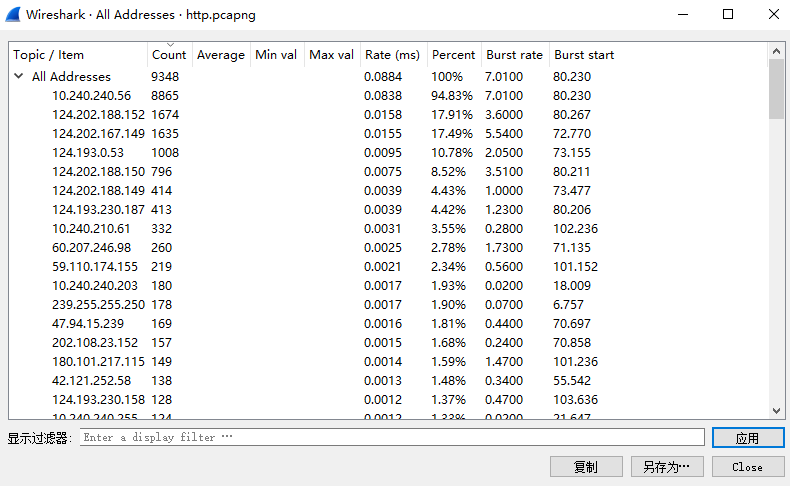 Wireshark · All Addresses · http.pcapng
Topic / Item Count Average Min val Max val Rate (ms) Percent Burst rate Burst start
All Addresses 9348 0.0884 100% 7.0100 80.230
10.240.240.56 8865 0.0838 94.83% 7.0100 80.230
124.202.188.152 1674 0.0158 17.91% 3.6000 80.267
124.202.167.149 1635 0.0155 17.49% 5.5400 72.770
124.193.0.53 1008 0.0095 10.78% 2.0500 73.155
124.202.188.150 796 0.0075 8.52% 3.5100 80.211
124.202.188.149 414 0.0039 4.43% 1.0000 73.477
124.193.230.187 413 0.0039 4.42% 1.2300 80.206
10.240.210.61 332 0.0031 3.55% 0.2800 102.236
60.207.246.98 260 0.0025 2.78% 1.7300 71.135
59.110.174.155 219 0.0021 2.34% 0.5600 101.152
10.240.240.203 180 0.0017 1.93% 0.0200 18.009
239.255.255.250 178 0.0017 1.90% 0.0700 6.757
47.94.15.239 169 0.0016 1.81% 0.4400 70.697
202.108.23.152 157 0.0015 1.68% 0.2400 70.858
180.101.217.115 149 0.0014 1.59% 1.4700 101.236
42.121.252.58 138 0.0013 1.48% 0.3400 55.542
124.193.230.158 128 0.0012 1.37% 0.4700 103.636
10.240.240.255 124 0.0012 1.33% 0.0200 21.647
显示过滤器: Enter a display filter … 应用
复制 另存为… Close